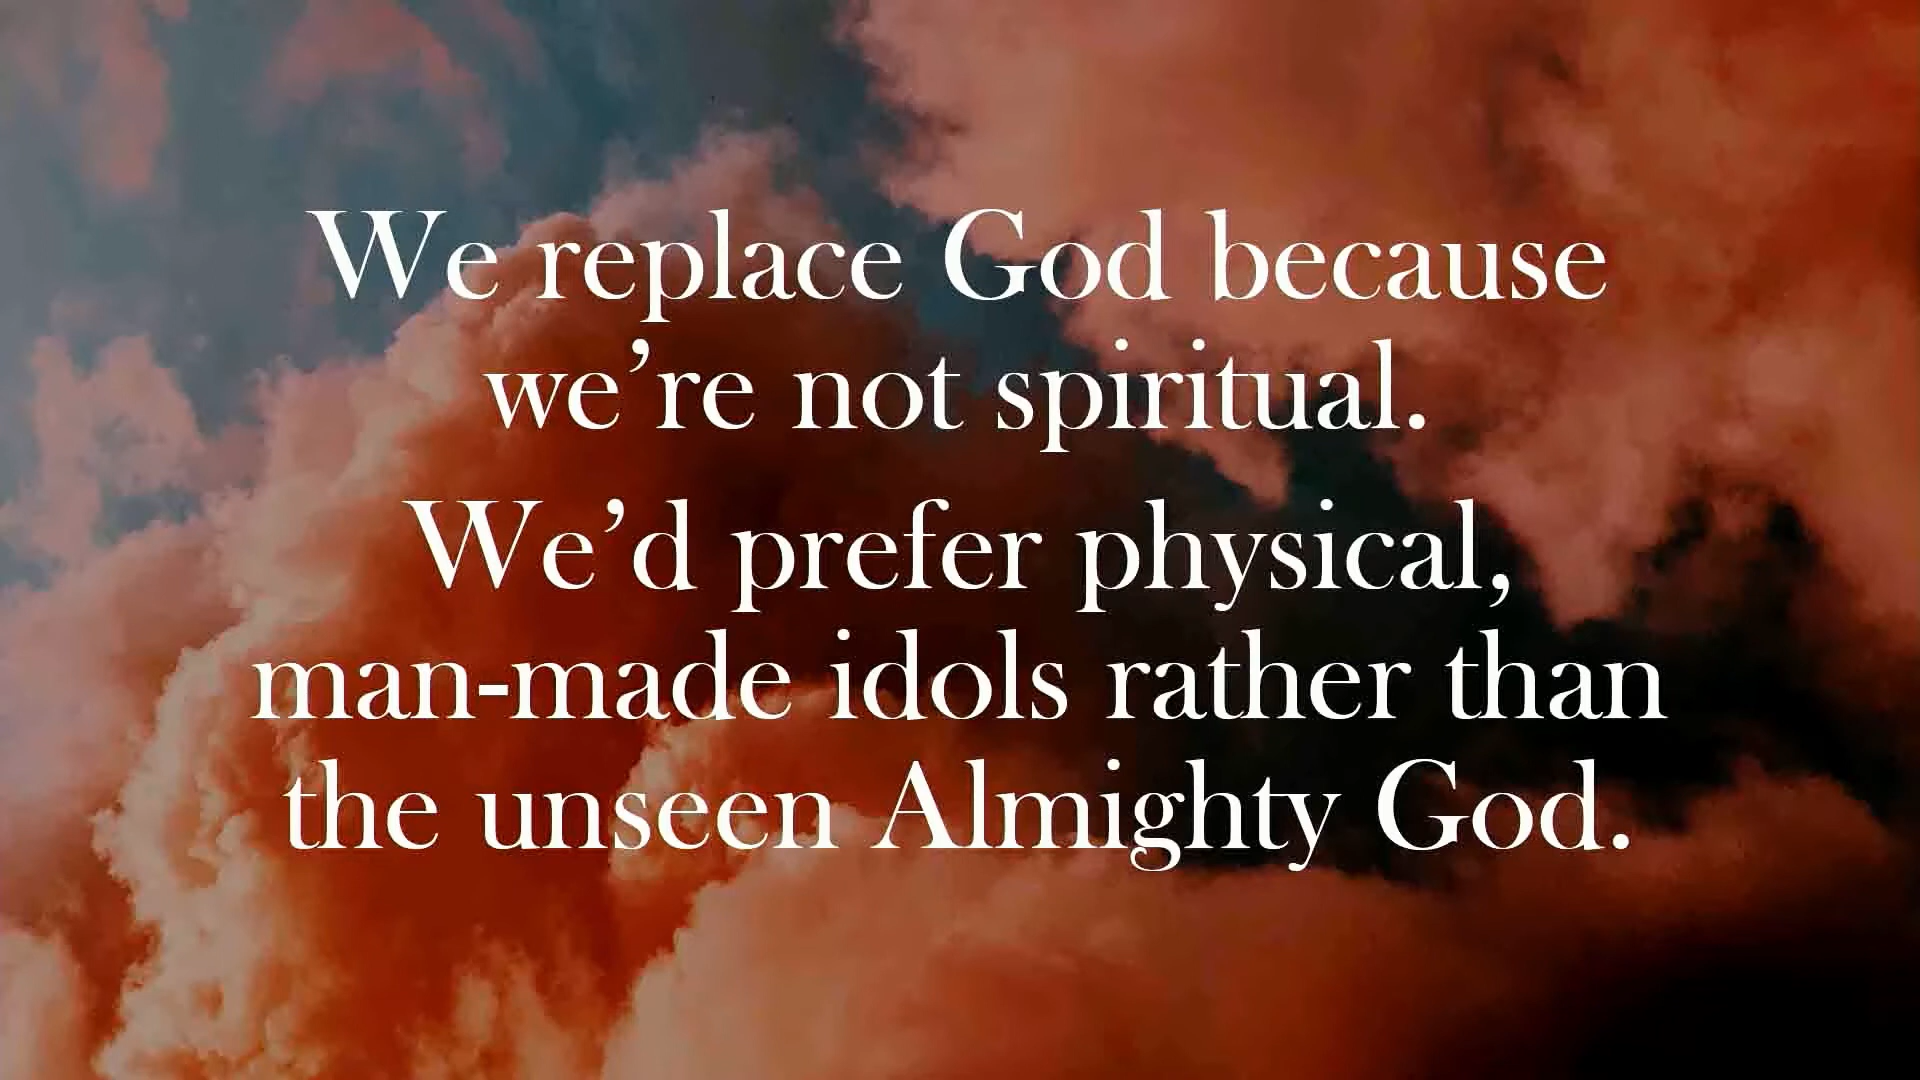 We replace God because
we’re not spiritual.
We’d prefer physical,
man-made idols rather than
the unseen Almighty God.